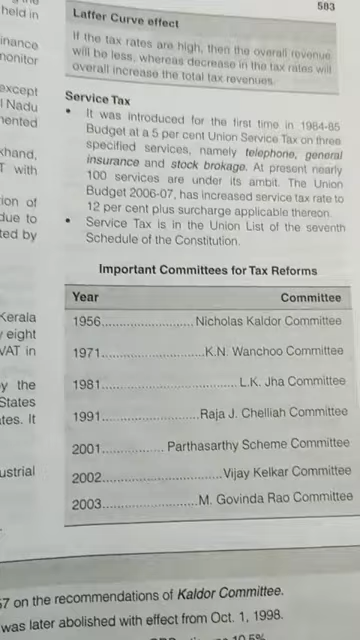 583
held in
inance
monitor
except
l Nadu
nented
khand,
T with
ion of
due to
ted by
Kerala
y eight
VAT in
y the
States
ates. It
ustrial
Laffer Curve effect
If the tax rates are high, then the overall revenue
will be less, whereas decrease in the tax rates will
overall increase the total tax revenues.
Service Tax
• It was introduced for the first time in 1984-85
Budget at a 5 per cent Union Service Tax on three
specified services, namely telephone, general
insurance and stock brokage. At present nearly
100 services are under its ambit. The Union
Budget 2006-07, has increased service tax rate to
12 per cent plus surcharge applicable thereon.
• Service Tax is in the Union List of the seventh
Schedule of the Constitution.
Important Committees for Tax Reforms
Year Committee
1956..........................Nicholas Kaldor Committee
1971.............................K.N. Wanchoo Committee
1981.....................................L.K. Jha Committee
1991...........................Raja J. Chelliah Committee
2001................. Parthasarthy Scheme Committee
2002.................................Vijay Kelkar Committee
2003..........................M. Govinda Rao Committee
57 on the recommendations of Kaldor Committee.
was later abolished with effect from Oct. 1, 1998.
10.5%